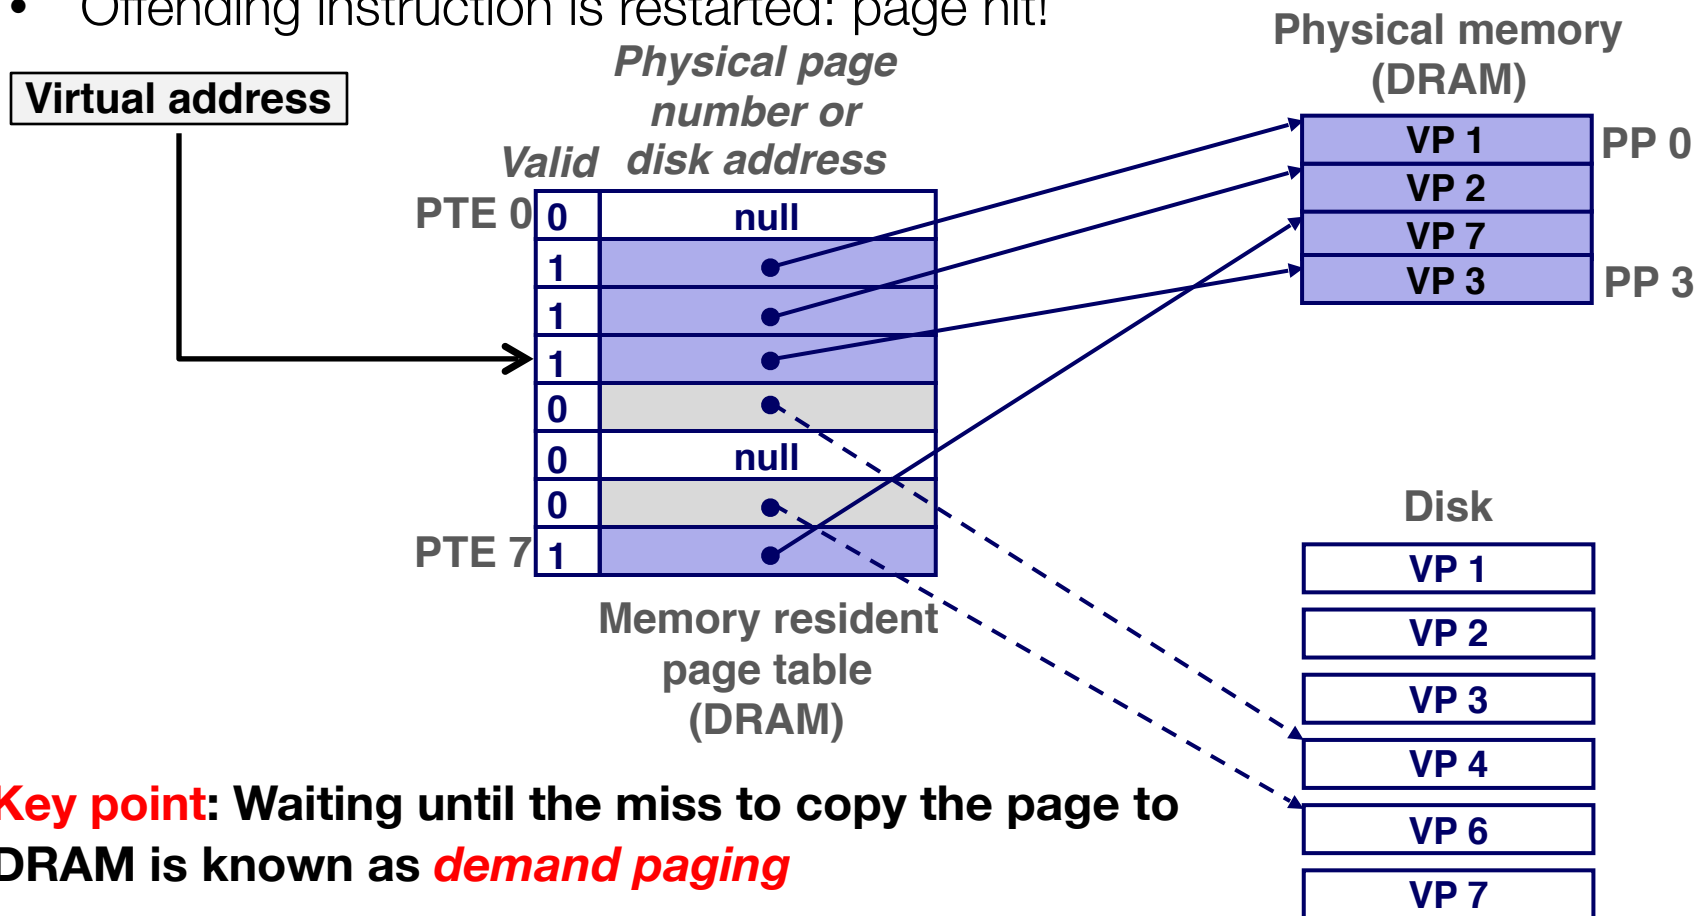 • Offending instruction is restarted: page hit!
Virtual address
Physical page
number or
disk address
Valid
PTE 0
0 null
1
1
1
0
0 null
0
PTE 7
1
Memory resident
page table
(DRAM)
Physical memory
(DRAM)
VP 1
PP 0
VP 2
VP 7
VP 3
PP 3
Disk
VP 1
VP 2
VP 3
VP 4
VP 6
VP 7
Key point: Waiting until the miss to copy the page to
DRAM is known as demand paging